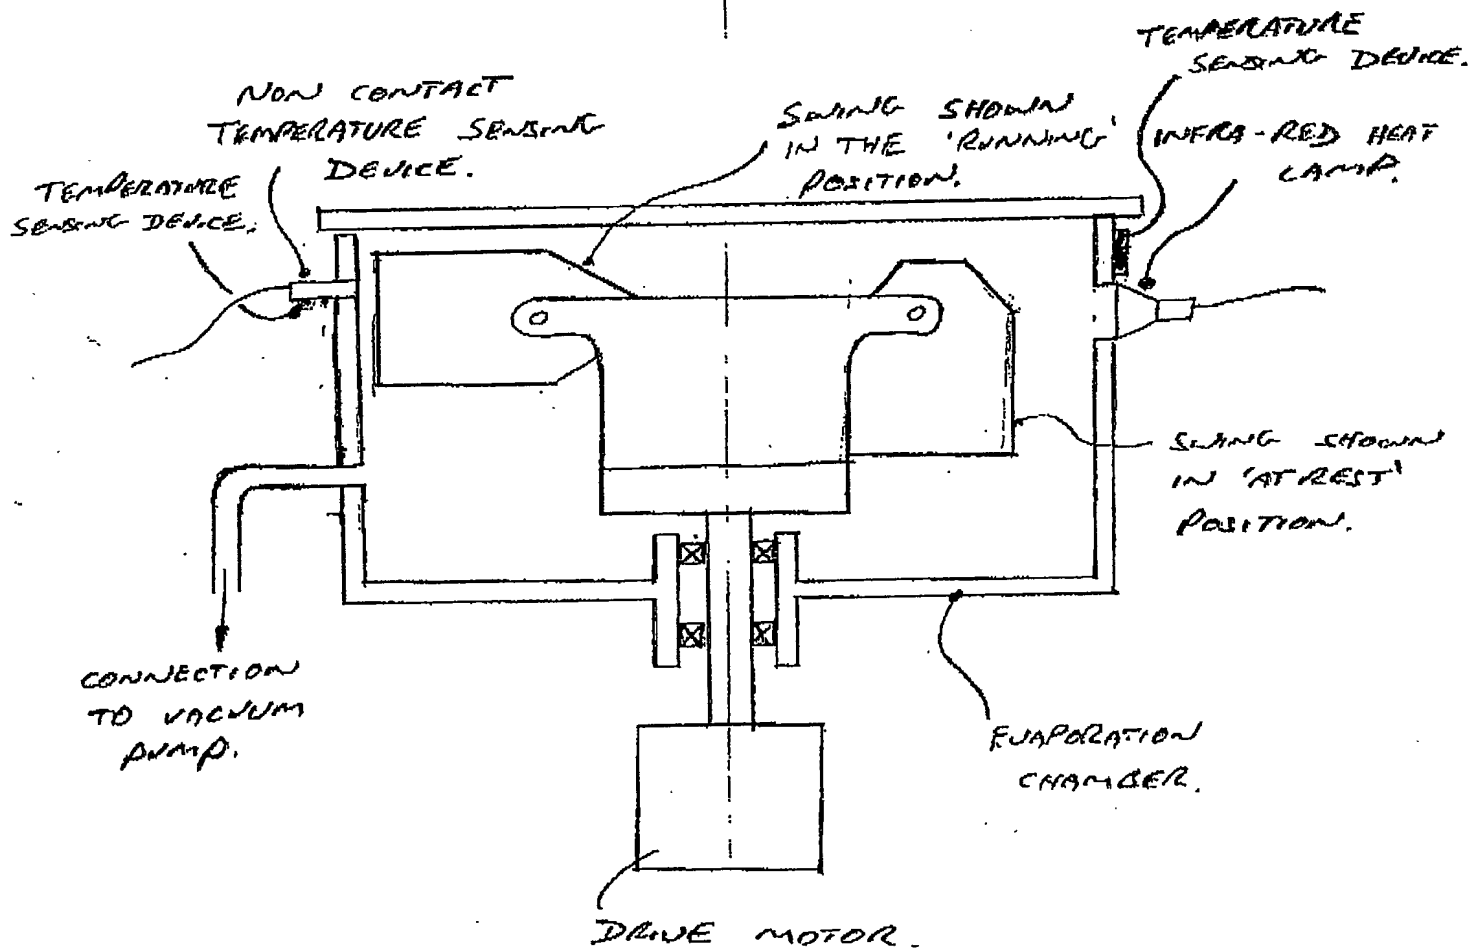 TEMPERATURE
SENSING DEVICE.
NON CONTACT
TEMPERATURE SENSING
DEVICE.
SWING SHOWN
IN THE 'RUNNING'
POSITION.
INFRA-RED HEAT
LAMP.
TEMPERATURE
SENSING DEVICE.
SWING SHOWN
IN 'AT REST'
POSITION.
CONNECTION
TO VACUUM
PUMP.
EVAPORATION
CHAMBER.
DRIVE MOTOR.